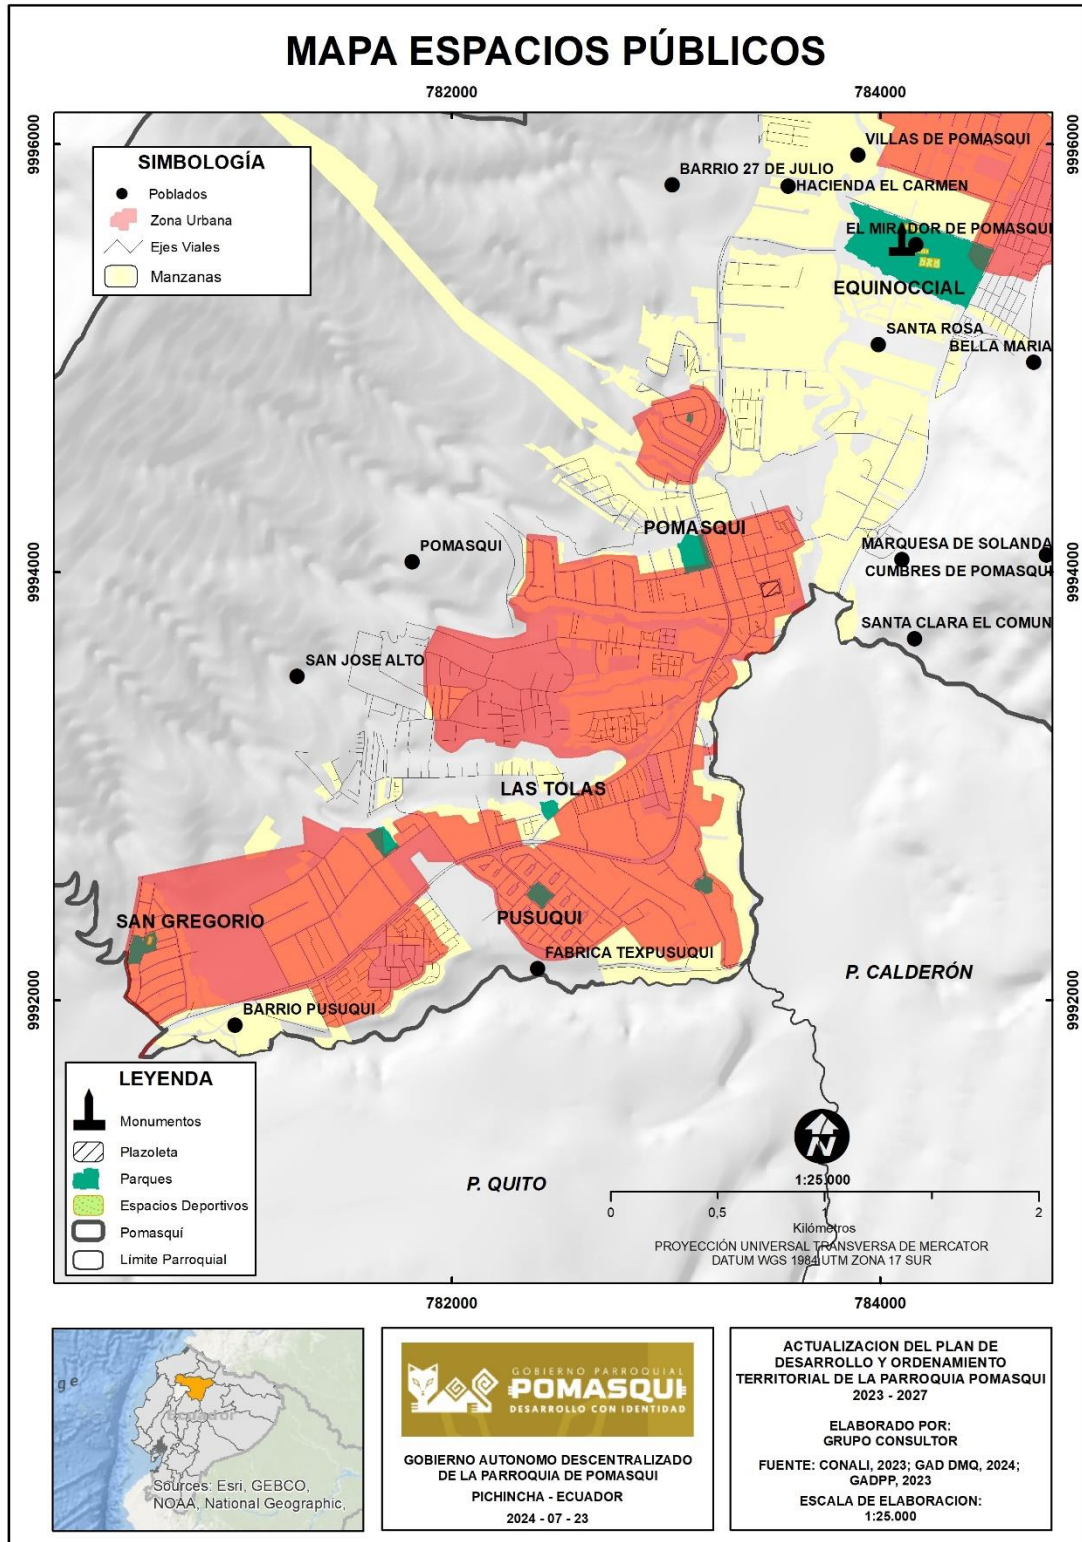 MAPA ESPACIOS PÚBLICOS
782000
784000
9996000
9996000
SIMBOLOGÍA
Poblados
Zona Urbana
Ejes Viales
Manzanas
VILLAS DE POMASQUI
BARRIO 27 DE JULIO
HACIENDA EL CARMEN
EL MIRADOR DE POMASQUI
EQUINOCCIAL
SANTA ROSA
BELLA MARIA
POMASQUI
POMASQUI
MARQUESA DE SOLANDA
CUMBRES DE POMASQUI
9994000
9994000
SANTA CLARA EL COMUN
SAN JOSE ALTO
LAS TOLAS
SAN GREGORIO
PUSUQUI
FABRICA TEXPUSUQUI
P. CALDERÓN
9992000
9992000
BARRIO PUSUQUI
LEYENDA
Monumentos
Plazoleta
Parques
Espacios Deportivos
Pomasquí
Límite Parroquial
N
P. QUITO
1:25.000
0
0,5
1
2
Kilómetros
PROYECCIÓN UNIVERSAL TRANSVERSA DE MERCATOR
DATUM WGS 1984 UTM ZONA 17 SUR
782000
784000
ge
Ecuador
Sources: Esri, GEBCO,
NOAA, National Geographic,
GOBIERNO PARROQUIAL
POMASQUI
DESARROLLO CON IDENTIDAD
GOBIERNO AUTONOMO DESCENTRALIZADO
DE LA PARROQUIA DE POMASQUI
PICHINCHA - ECUADOR
2024 - 07 - 23
ACTUALIZACION DEL PLAN DE
DESARROLLO Y ORDENAMIENTO
TERRITORIAL DE LA PARROQUIA POMASQUI
2023 - 2027
ELABORADO POR:
GRUPO CONSULTOR
FUENTE: CONALI, 2023; GAD DMQ, 2024;
GADPP, 2023
ESCALA DE ELABORACION:
1:25.000